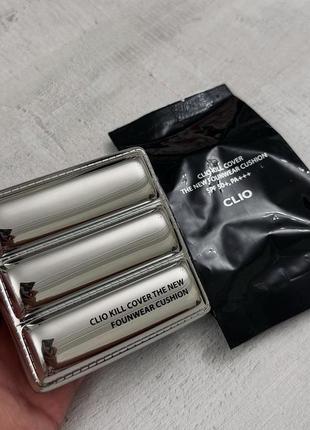 CLIO KILL COVER
THE NEW FOUNWEAR CUSHION
SPF 50+, PA+++
CLIO
CLIO KILL COVER THE NEW
FOUNWEAR CUSHION